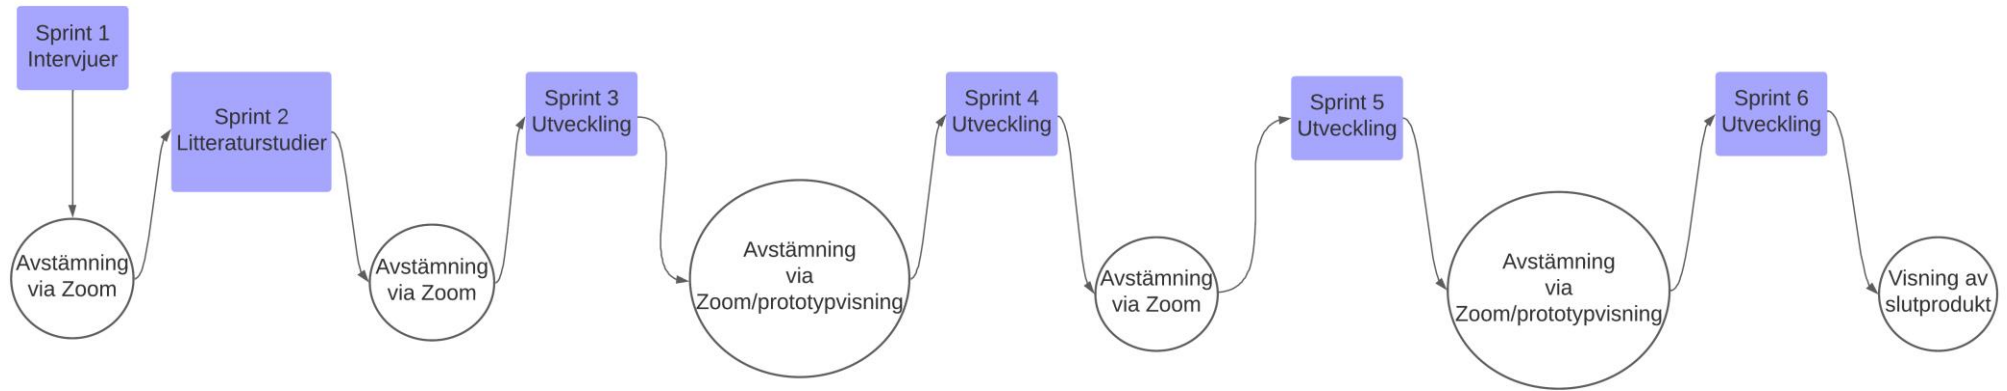 Sprint 1
Intervjuer
Avstämning
via Zoom
Sprint 2
Litteraturstudier
Avstämning
via Zoom
Sprint 3
Utveckling
Avstämning
via
Zoom/prototypvisning
Sprint 4
Utveckling
Avstämning
via Zoom
Sprint 5
Utveckling
Avstämning
via
Zoom/prototypvisning
Sprint 6
Utveckling
Visning av
slutprodukt